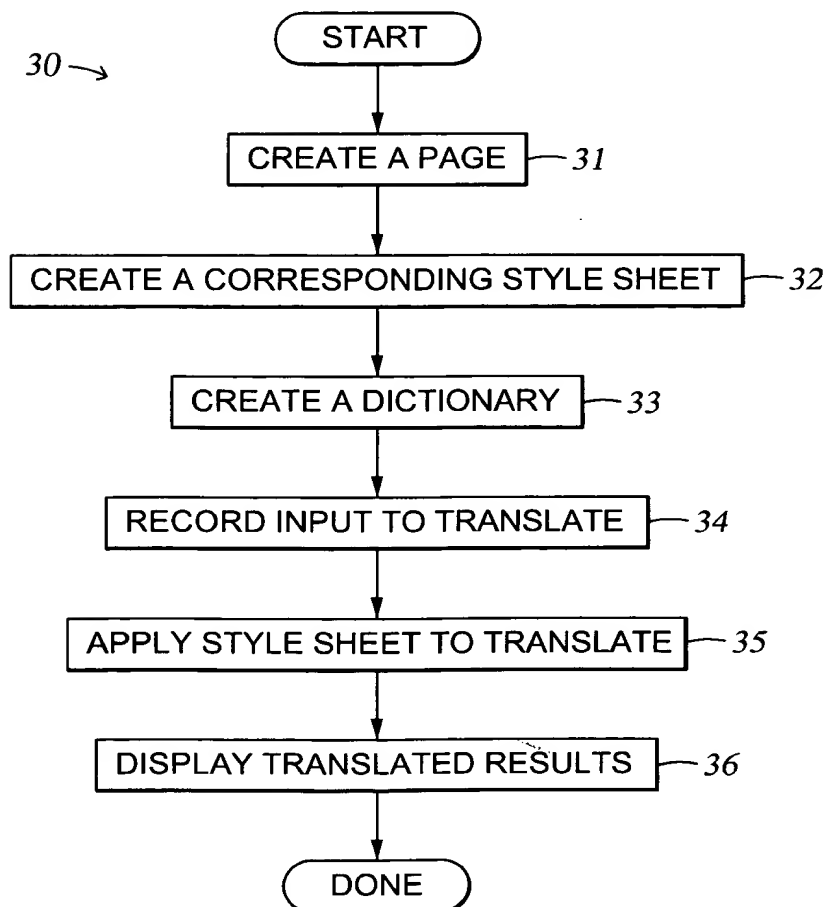 START
30
CREATE A PAGE 31
CREATE A CORRESPONDING STYLE SHEET 32
CREATE A DICTIONARY 33
RECORD INPUT TO TRANSLATE 34
APPLY STYLE SHEET TO TRANSLATE 35
DISPLAY TRANSLATED RESULTS 36
DONE